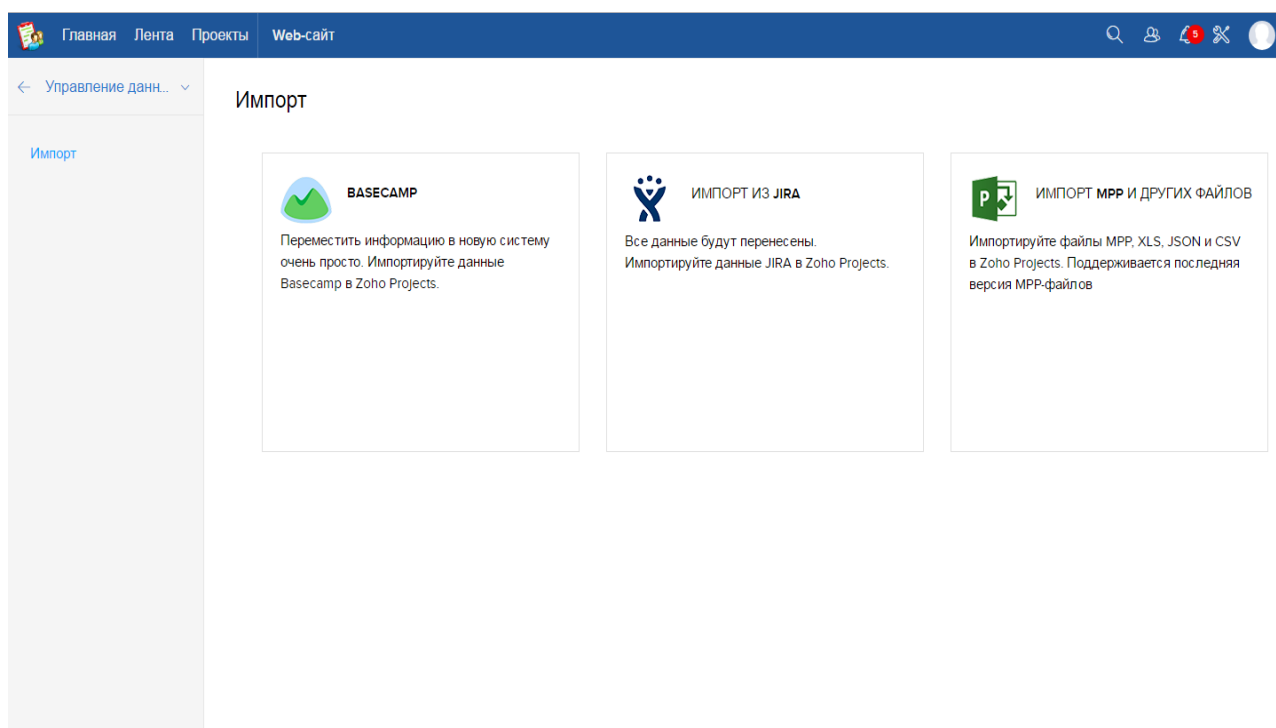 Главная Лента Проекты Web-сайт
5
Управление данн...
Импорт
Импорт
BASECAMP
Переместить информацию в новую систему
очень просто. Импортируйте данные
Basecamp в Zoho Projects.
ИМПОРТ ИЗ JIRA
Все данные будут перенесены.
Импортируйте данные JIRA в Zoho Projects.
P
ИМПОРТ MPP И ДРУГИХ ФАЙЛОВ
Импортируйте файлы MPP, XLS, JSON и CSV
в Zoho Projects. Поддерживается последняя
версия MPP-файлов